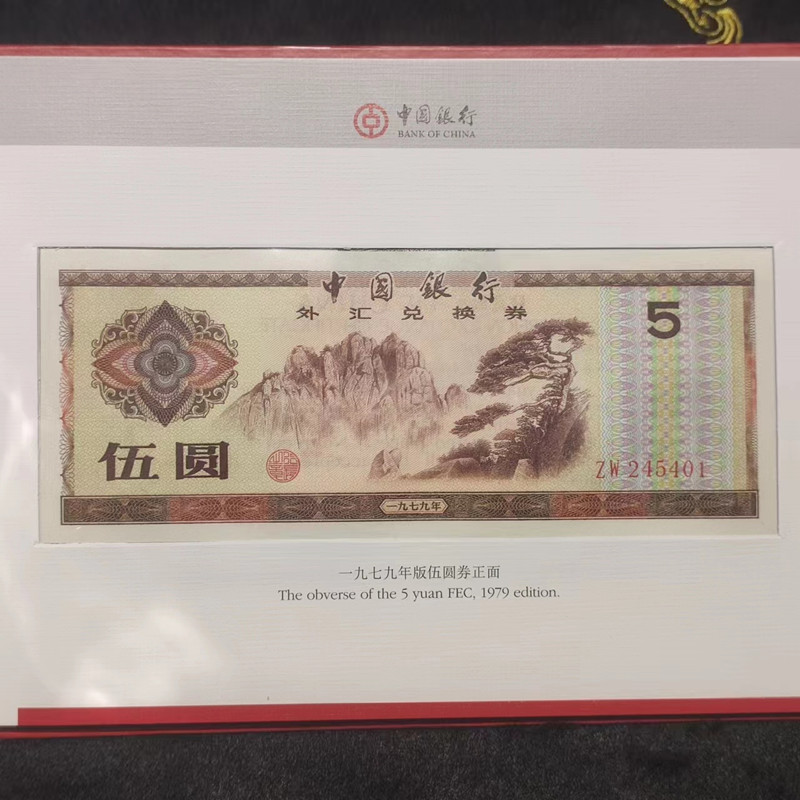 中国银行
BANK OF CHINA
中國銀行
外汇兑换券
5
伍圆
ZW245401
一九七九年
一九七九年版伍圆券正面
The obverse of the 5 yuan FEC, 1979 edition.